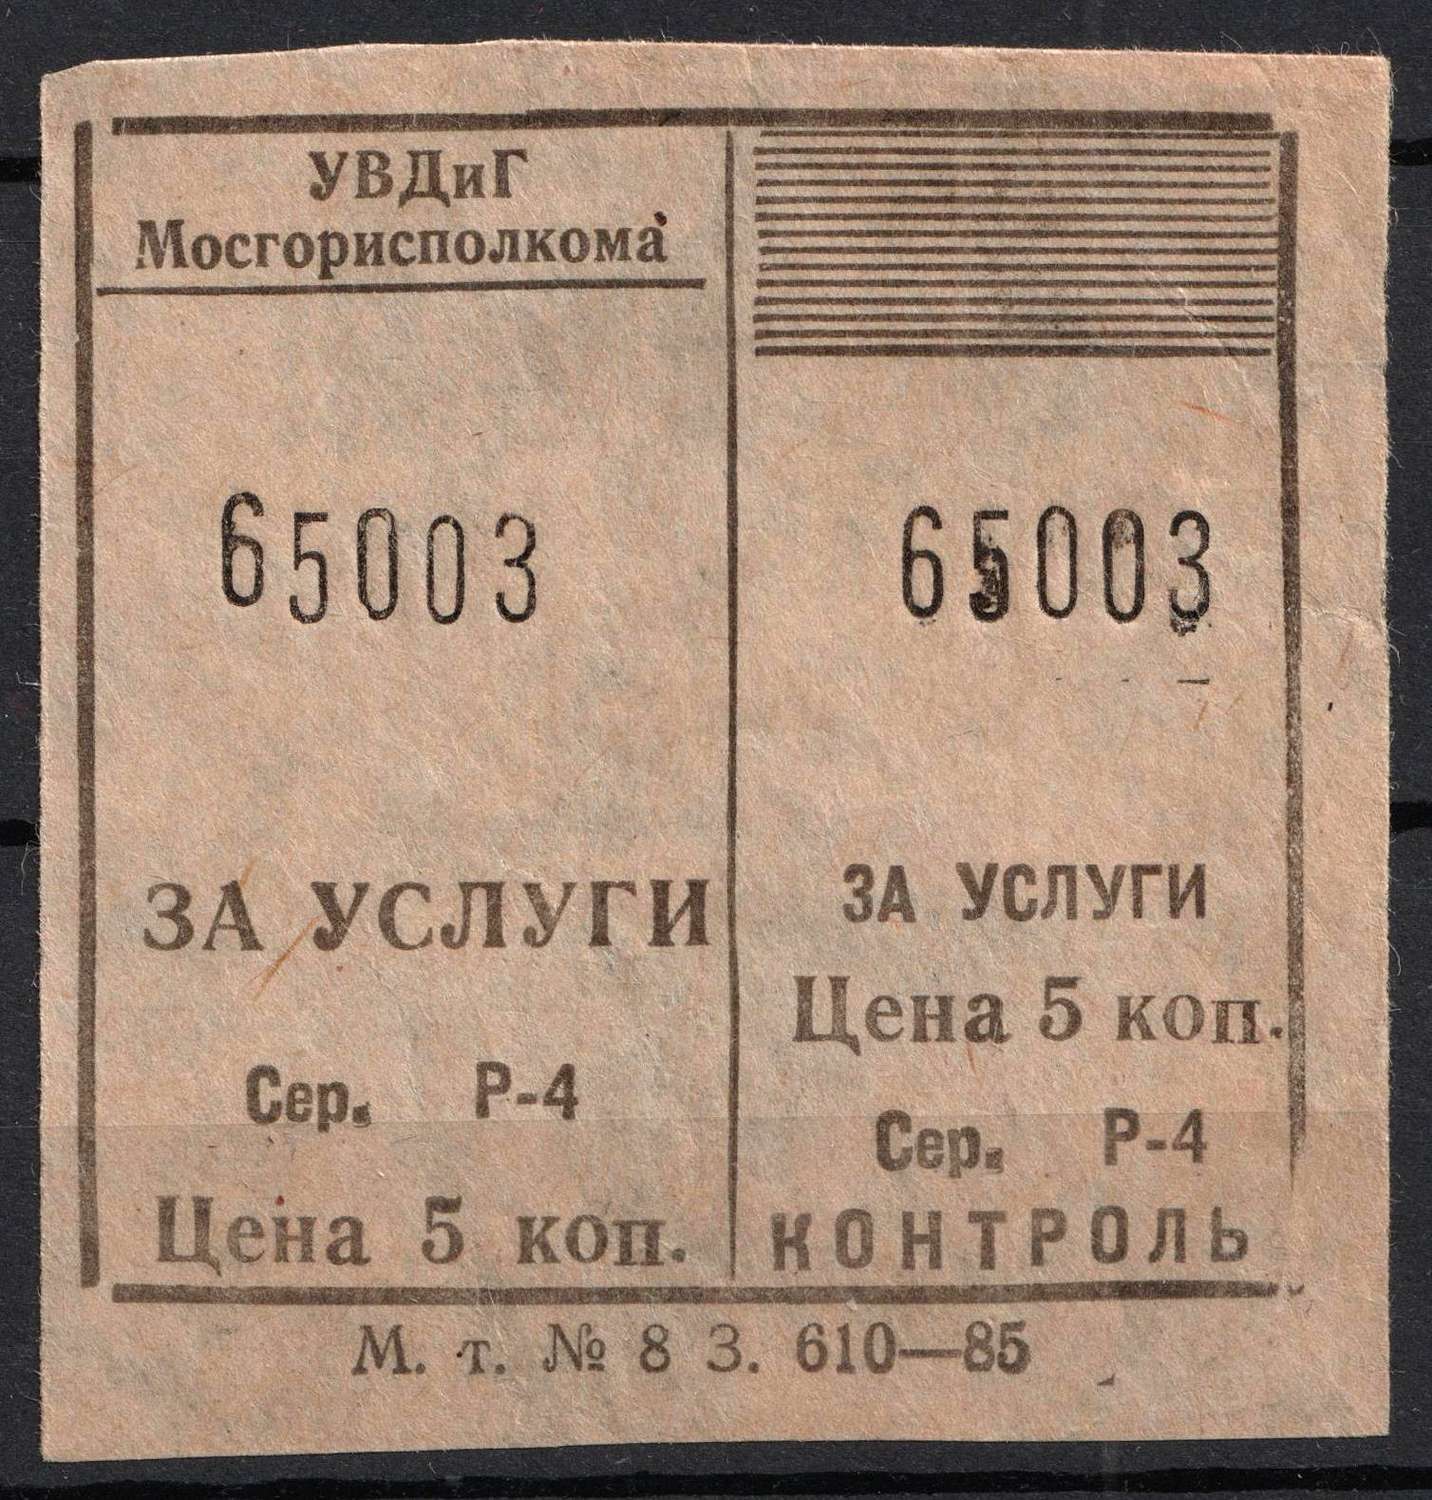 УВДиГ
Мосгорисполкома
65003
ЗА УСЛУГИ
Сер. Р-4
Цена 5 коп.
65003
ЗА УСЛУГИ
Цена 5 коп.
Сер. Р-4
КОНТРОЛЬ
М. т. № 8 З. 610—85